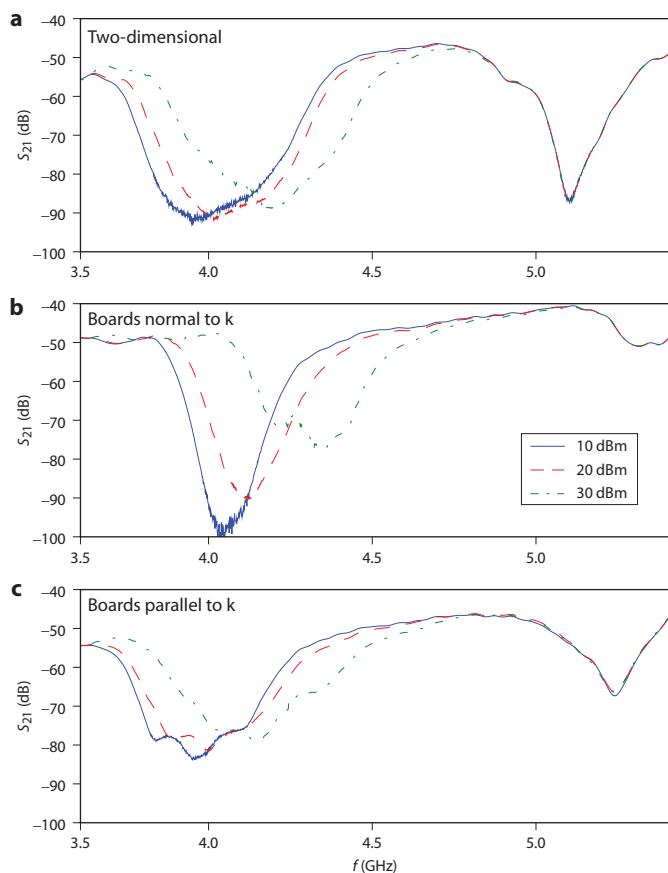 a
Two-dimensional
S21 (dB)
−40
−50
−60
−70
−80
−90
−100
3.5
4.0
4.5
5.0
b
Boards normal to k
S21 (dB)
−40
−50
−60
−70
−80
−90
−100
3.5
4.0
4.5
5.0
10 dBm
20 dBm
30 dBm
c
Boards parallel to k
S21 (dB)
−40
−50
−60
−70
−80
−90
−100
3.5
4.0
4.5
5.0
f (GHz)